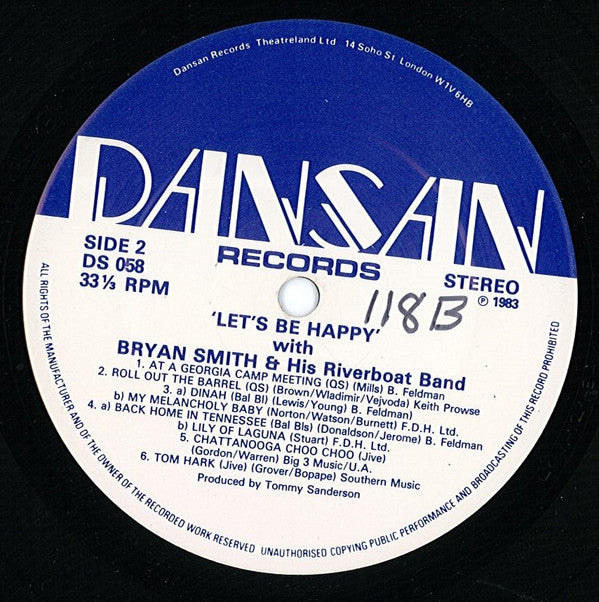 Dansan Records Theatreland Ltd 14 Soho St London W1V 6HB
DANSAN
RECORDS
SIDE 2
DS 058
33⅓ RPM
STEREO
℗ 1983
118B
'LET'S BE HAPPY'
with
BRYAN SMITH & His Riverboat Band
1. AT A GEORGIA CAMP MEETING (QS) (Mills) B. Feldman
2. ROLL OUT THE BARREL (QS) (Brown/Wladimir/Vejvoda) Keith Prowse
3. a) DINAH (Bal Bl) (Lewis/Young) B. Feldman)
b) MY MELANCHOLY BABY (Norton/Watson/Burnett) F.D.H. Ltd.
4. a) BACK HOME IN TENNESSEE (Bal Bls) (Donaldson/Jerome) B. Feldman
b) LILY OF LAGUNA (Stuart) F.D.H. Ltd.
5. CHATTANOOGA CHOO CHOO (Jive)
(Gordon/Warren) Big 3 Music/U.A.
6. TOM HARK (Jive) (Grover/Bopape) Southern Music
Produced by Tommy Sanderson
ALL RIGHTS OF THE MANUFACTURER AND OF THE OWNER OF THE RECORDED WORK RESERVED UNAUTHORISED COPYING PUBLIC PERFORMANCE AND BROADCASTING OF THIS RECORD PROHIBITED